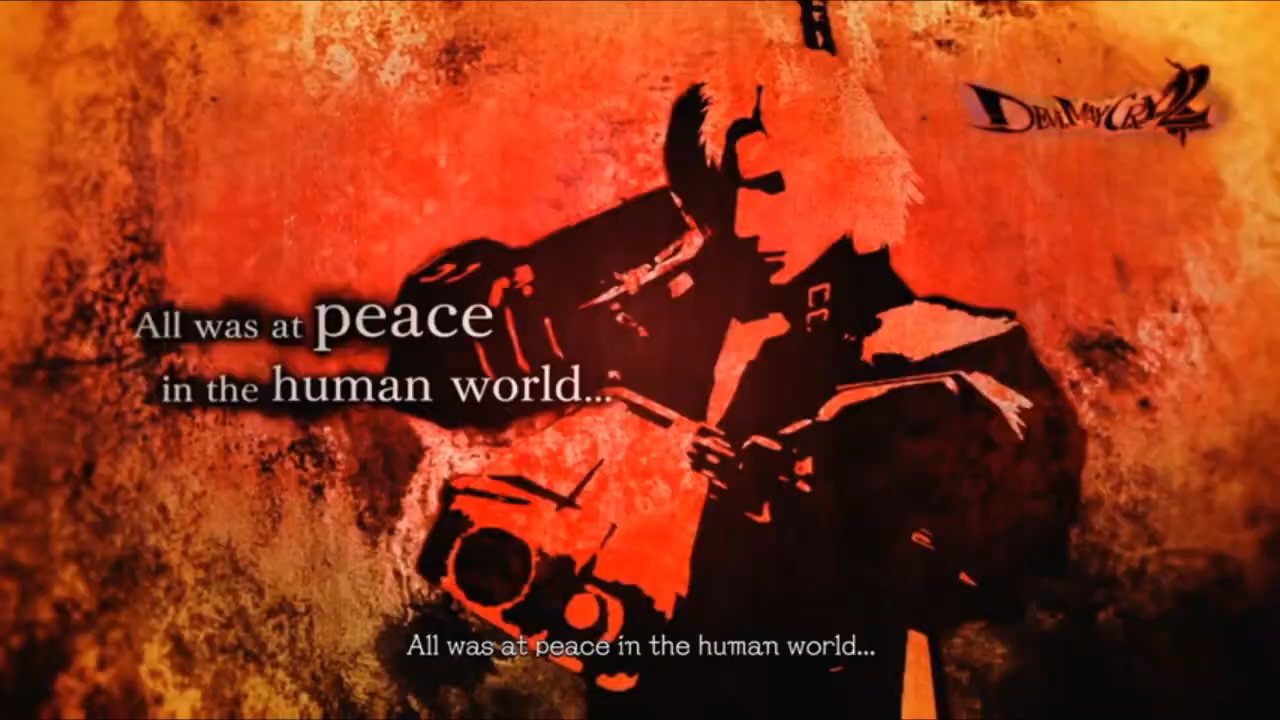 DEVIL MAY CRY 2
All was at peace
in the human world...
All was at peace in the human world...